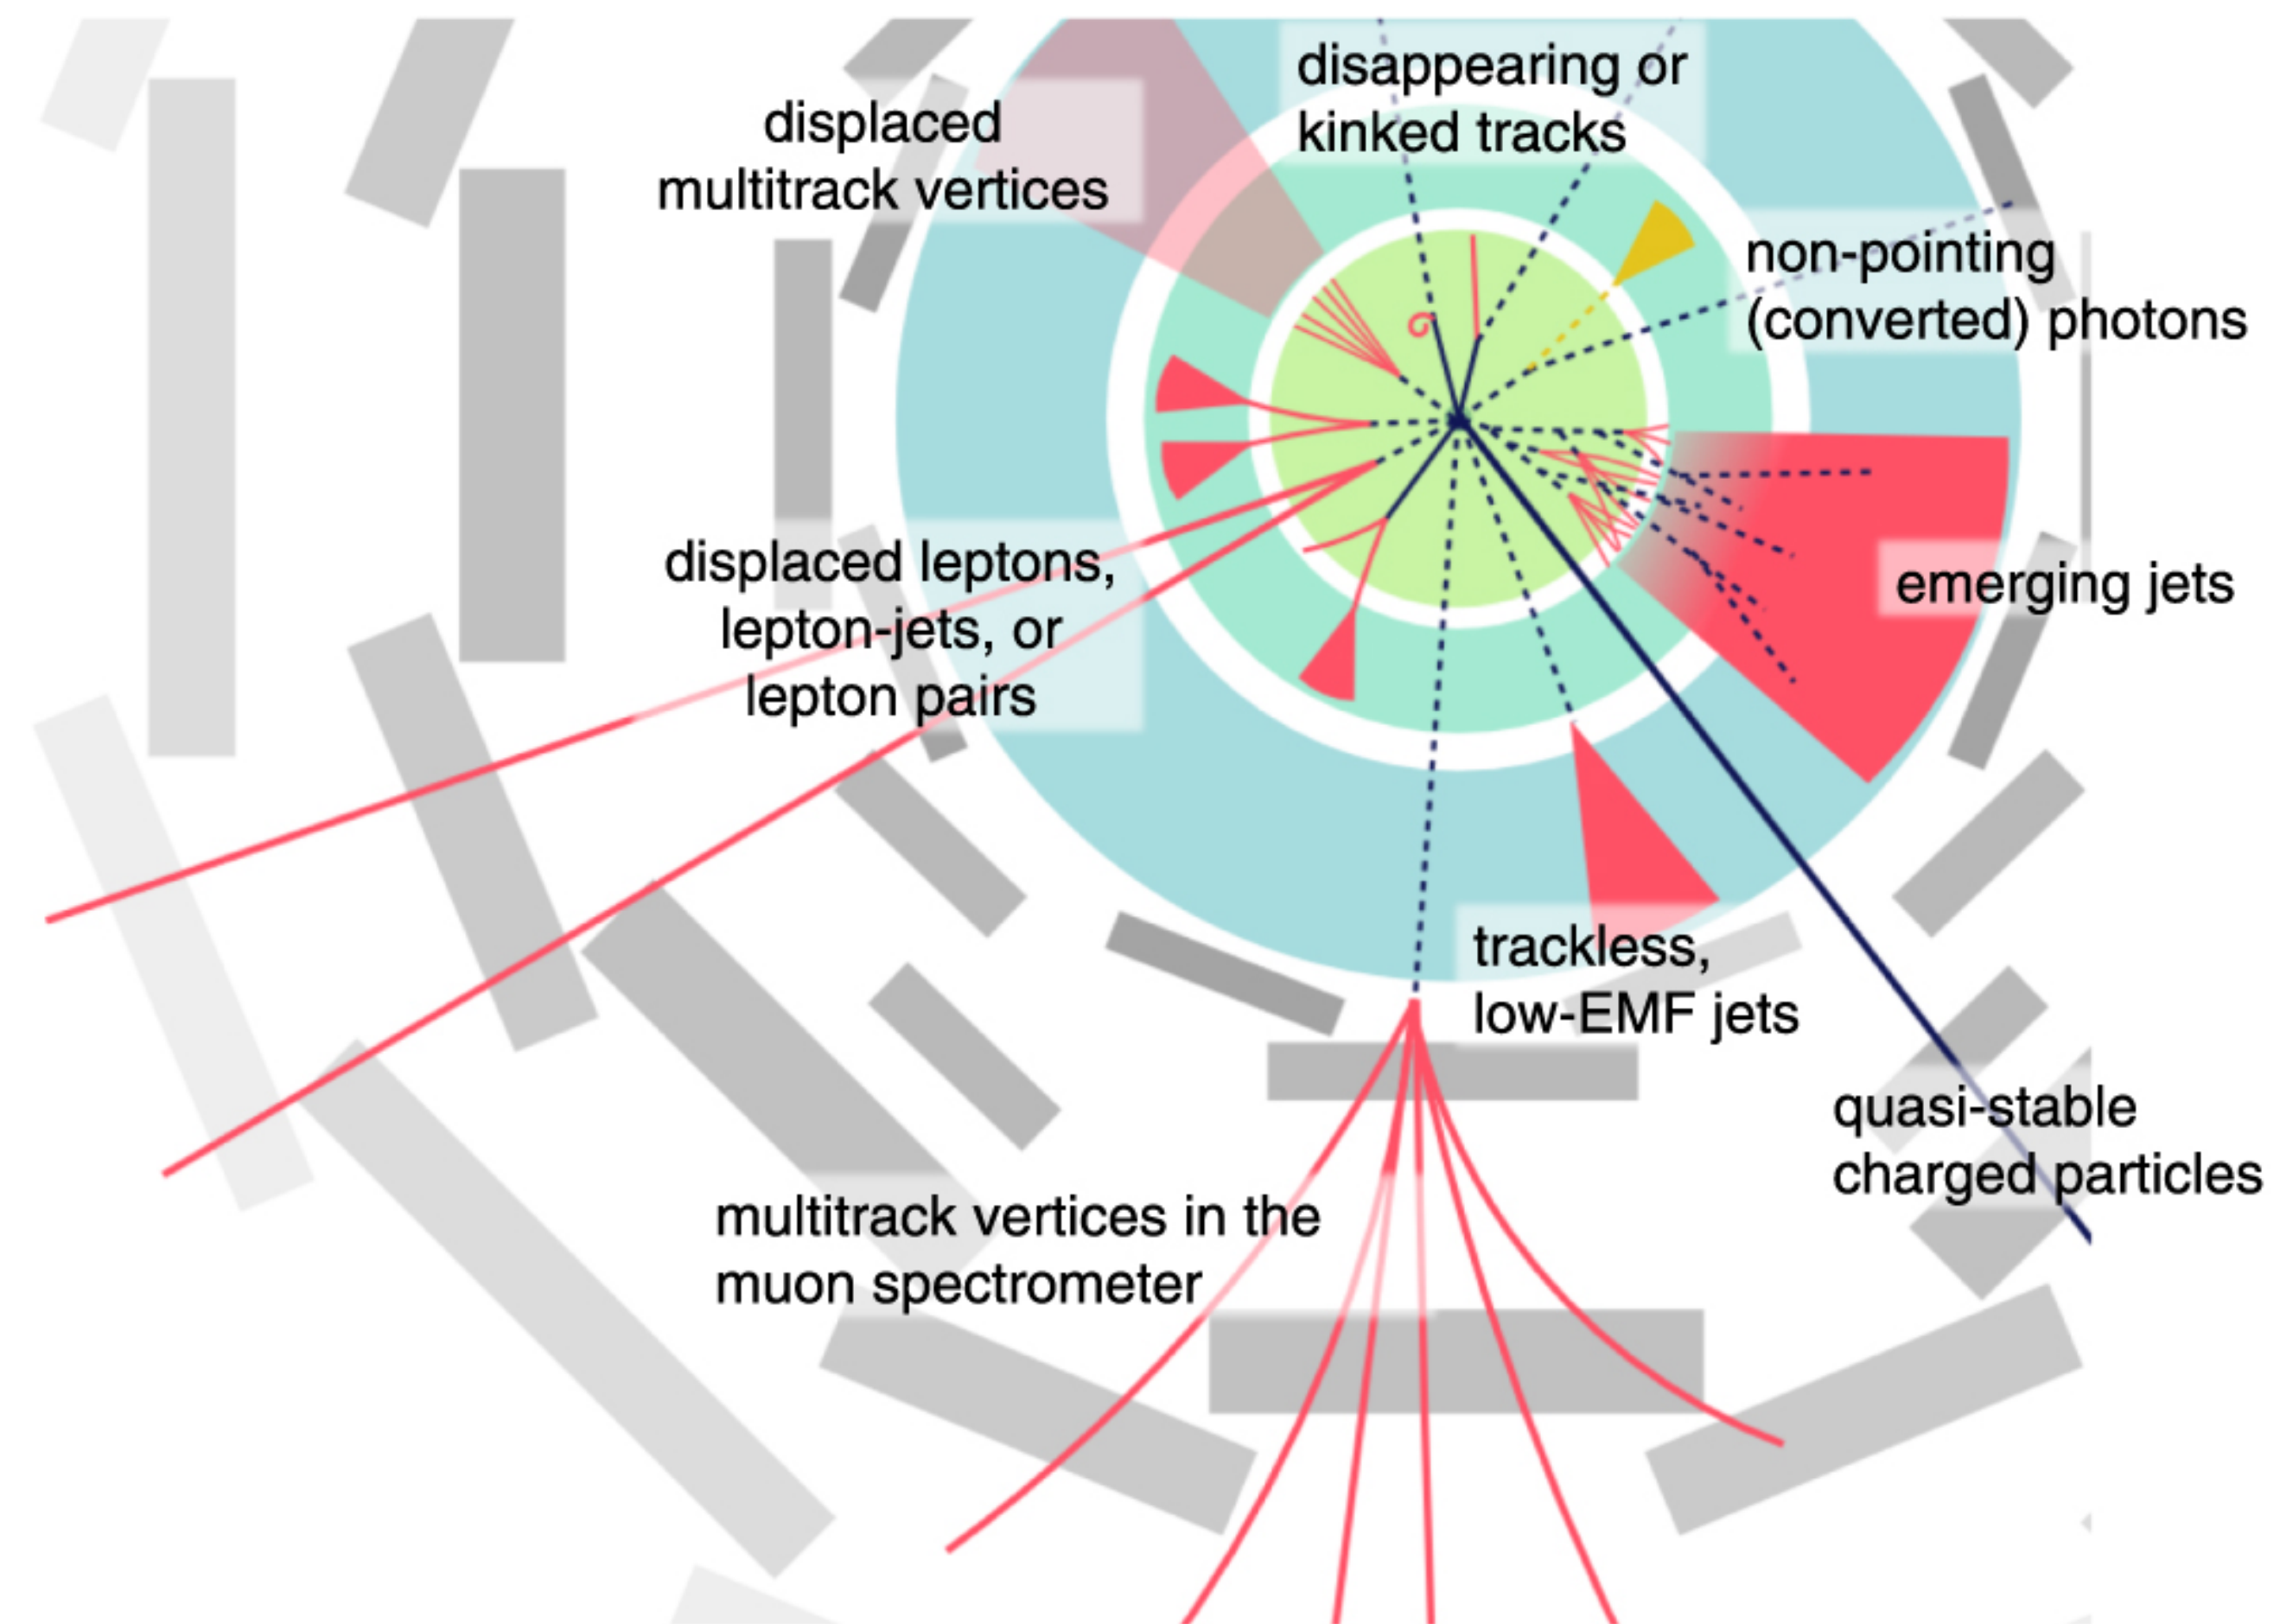 disappearing or
kinked tracks
displaced
multitrack vertices
non-pointing
(converted) photons
emerging jets
displaced leptons,
lepton-jets, or
lepton pairs
trackless,
low-EMF jets
quasi-stable
charged particles
multitrack vertices in the
muon spectrometer